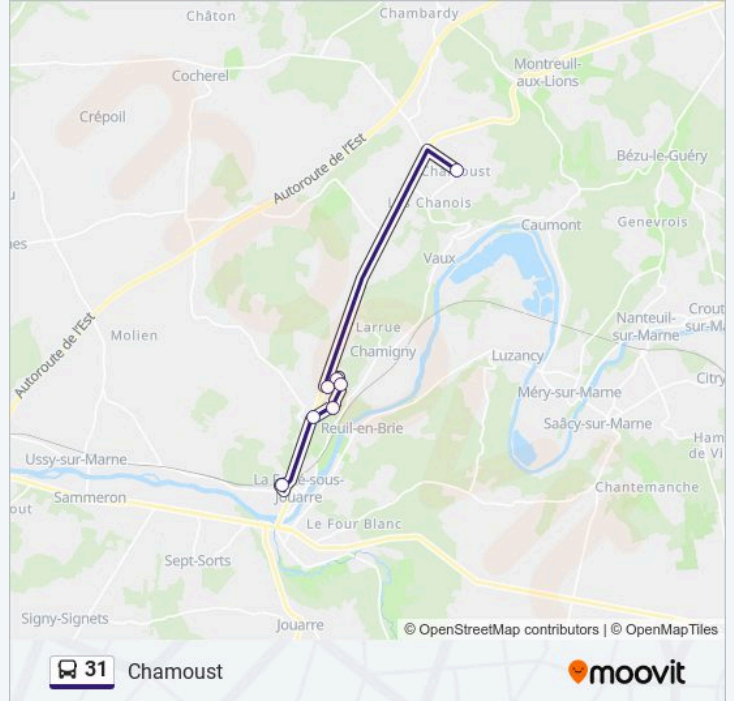 Châton
Chambardy
Montreuil-
aux-Lions
Cocherel
Crépoil
Autoroute de l'Est
Bézu-le-Guéry
Chamoust
Chanois
Caumont
Genevrois
Vaux
Autoroute de l'Est
Molien
Larrue
Chamigny
Nanteuil-
sur-Marne
Luzancy
Méry-sur-Marne
Saâcy-sur-Marne
Reuil-en-Brie
Ussy-sur-Marne
Sammeron
Jouarre
Chantemanche
Le Four Blanc
Sept-Sorts
Signy-Signets
Jouarre
© OpenStreetMap contributors | © OpenMapTiles
31 Chamoust
moovit